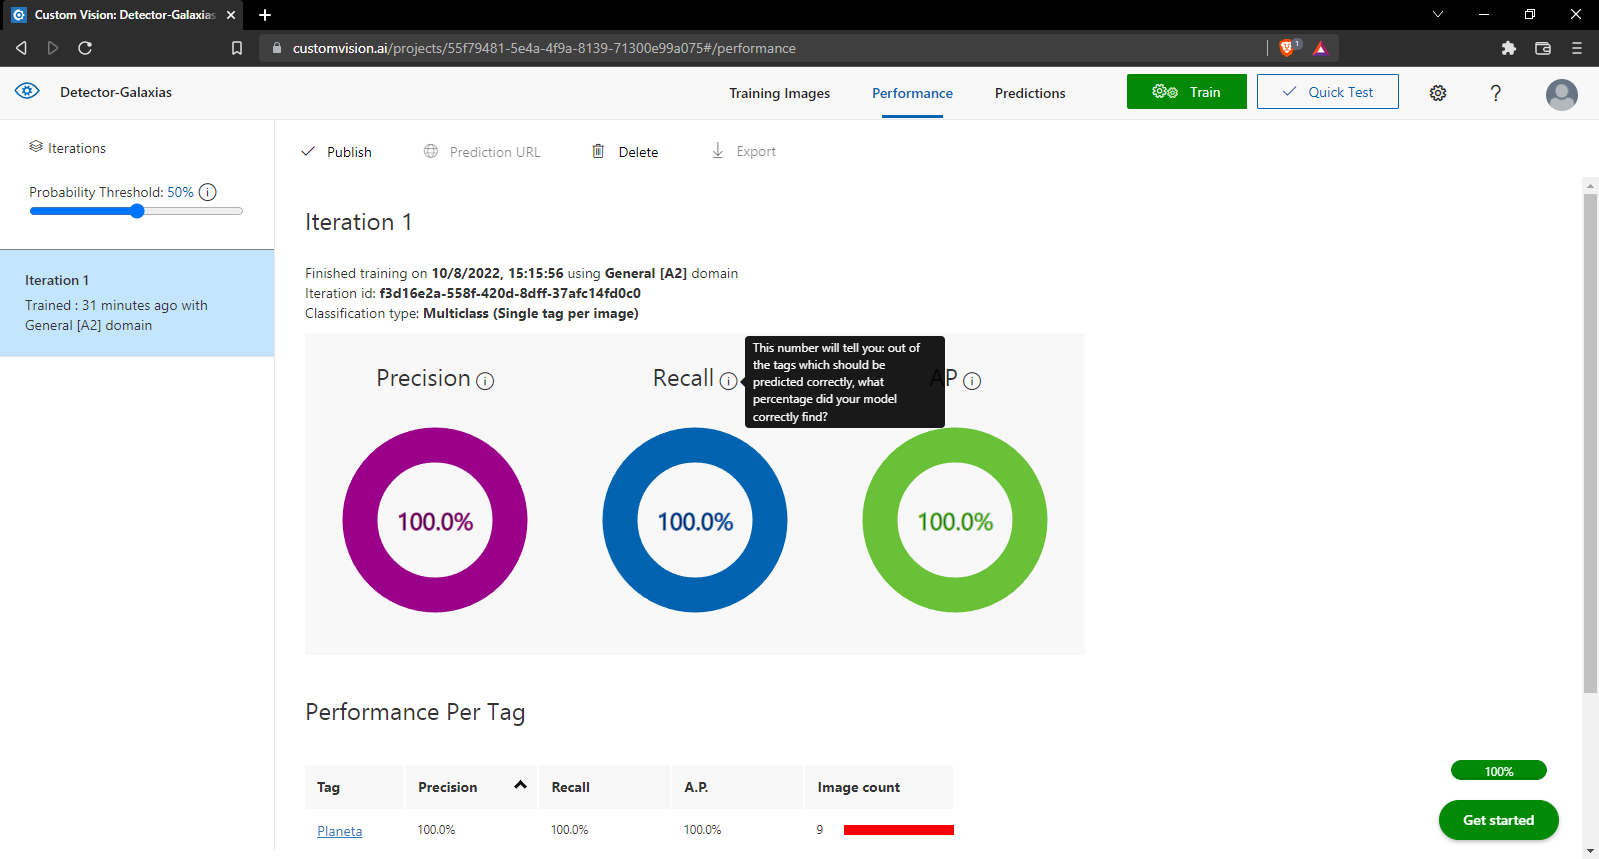 Custom Vision: Detector-Galaxias
customvision.ai/projects/55f79481-5e4a-4f9a-8139-71300e99a075#/performance
1
Detector-Galaxias
Training Images
Performance
Predictions
Train
Quick Test
?
Iterations
Publish
Prediction URL
Delete
Export
Probability Threshold: 50%
Iteration 1
Trained : 31 minutes ago with
General [A2] domain
Iteration 1
Finished training on 10/8/2022, 15:15:56 using General [A2] domain
Iteration id: f3d16e2a-558f-420d-8dff-37afc14fd0c0
Classification type: Multiclass (Single tag per image)
Precision
Recall
This number will tell you: out of
the tags which should be
predicted correctly, what
percentage did your model
correctly find?
AP
100.0%
100.0%
100.0%
Performance Per Tag
Tag Precision Recall A.P. Image count
Planeta 100.0% 100.0% 100.0% 9
100%
Get started